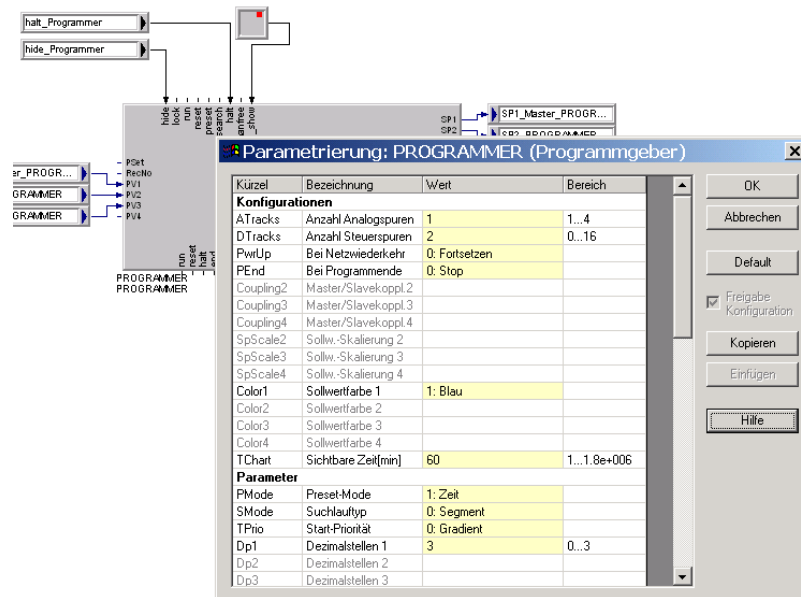 halt_Programmer
hide_Programmer
hide
lock
run
reset
preset
search
halt
anfree
_show
SP1
SP2
SP1_Master_PROGR...
SP2_PROGRAMMER
PSet
RecNo
PV1
PV2
PV3
PV4
er_PROGR...
GRAMMER
GRAMMER
run
reset
halt
end
PROGRAMMER
PROGRAMMER
Parametrierung: PROGRAMMER (Programmgeber)
Kürzel Bezeichnung Wert Bereich
Konfigurationen
ATracks Anzahl Analogspuren 1 1...4
DTracks Anzahl Steuerspuren 2 0...16
PwrUp Bei Netzwiederkehr 0: Fortsetzen
PEnd Bei Programmende 0: Stop
Coupling2 Master/Slavekoppl.2
Coupling3 Master/Slavekoppl.3
Coupling4 Master/Slavekoppl.4
SpScale2 Sollw.-Skalierung 2
SpScale3 Sollw.-Skalierung 3
SpScale4 Sollw.-Skalierung 4
Color1 Sollwertfarbe 1 1: Blau
Color2 Sollwertfarbe 2
Color3 Sollwertfarbe 3
Color4 Sollwertfarbe 4
TChart Sichtbare Zeit[min] 60 1...1.8e+006
Parameter
PMode Preset-Mode 1: Zeit
SMode Suchlauftyp 0: Segment
TPrio Start-Priorität 0: Gradient
Dp1 Dezimalstellen 1 3 0...3
Dp2 Dezimalstellen 2
Dp3 Dezimalstellen 3
OK
Abbrechen
Default
Freigabe
Konfiguration
Kopieren
Einfügen
Hilfe